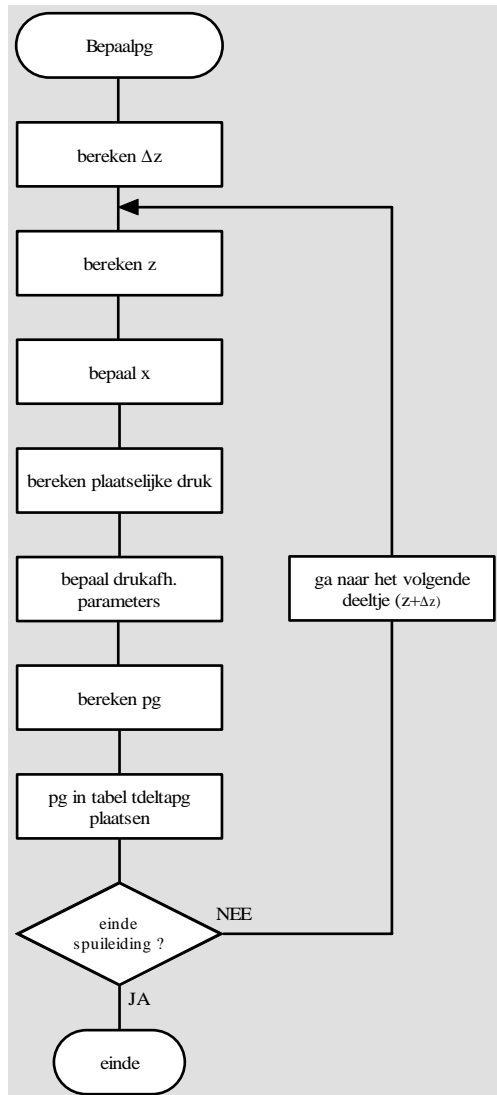 Bepaalpg
bereken Δz
bereken z
bepaal x
bereken plaatselijke druk
bepaal drukafh.
parameters
ga naar het volgende
deeltje (z+Δz)
bereken pg
pg in tabel tdeltapg
plaatsen
einde
spuileiding ?
NEE
JA
einde